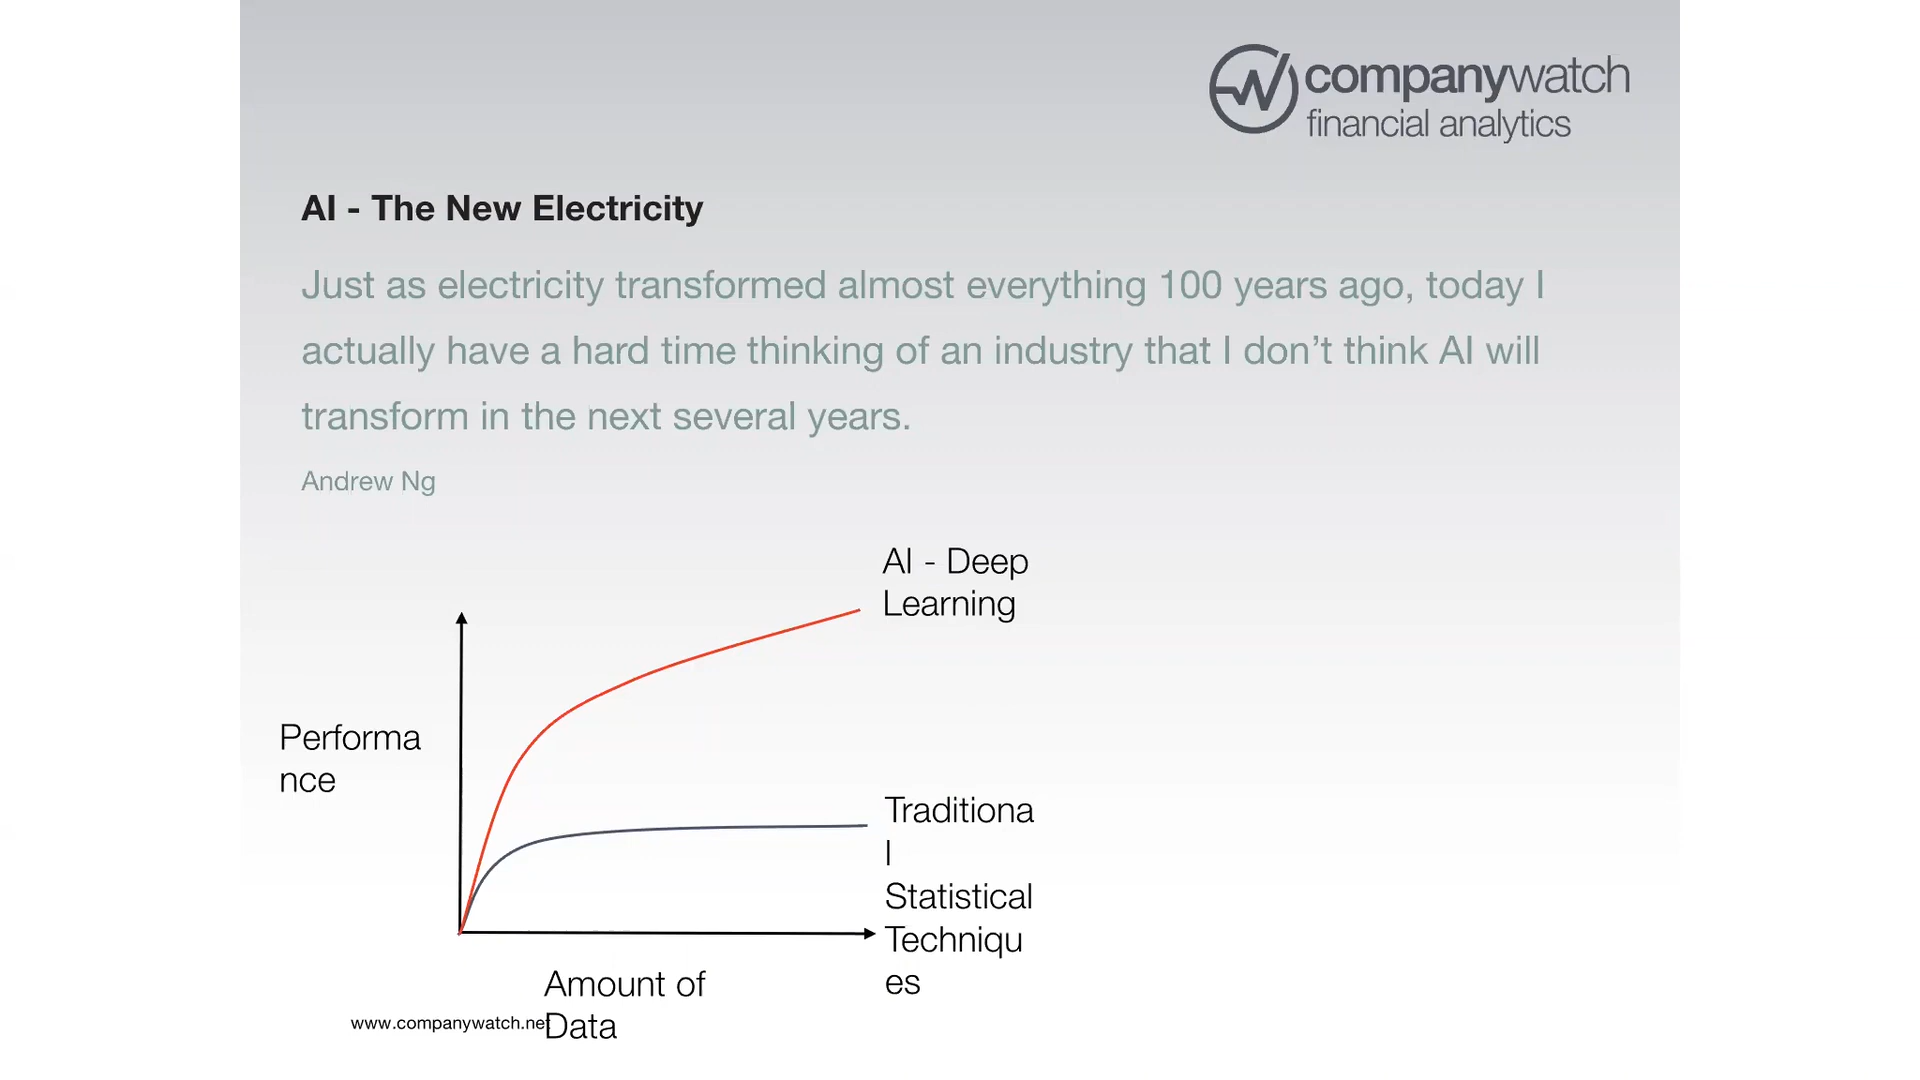 companywatch
financial analytics
AI - The New Electricity
Just as electricity transformed almost everything 100 years ago, today I
actually have a hard time thinking of an industry that I don’t think AI will
transform in the next several years.
Andrew Ng
AI - Deep
Learning
Performa
nce
Traditiona
l
Statistical
Techniqu
es
Amount of
Data
www.companywatch.net